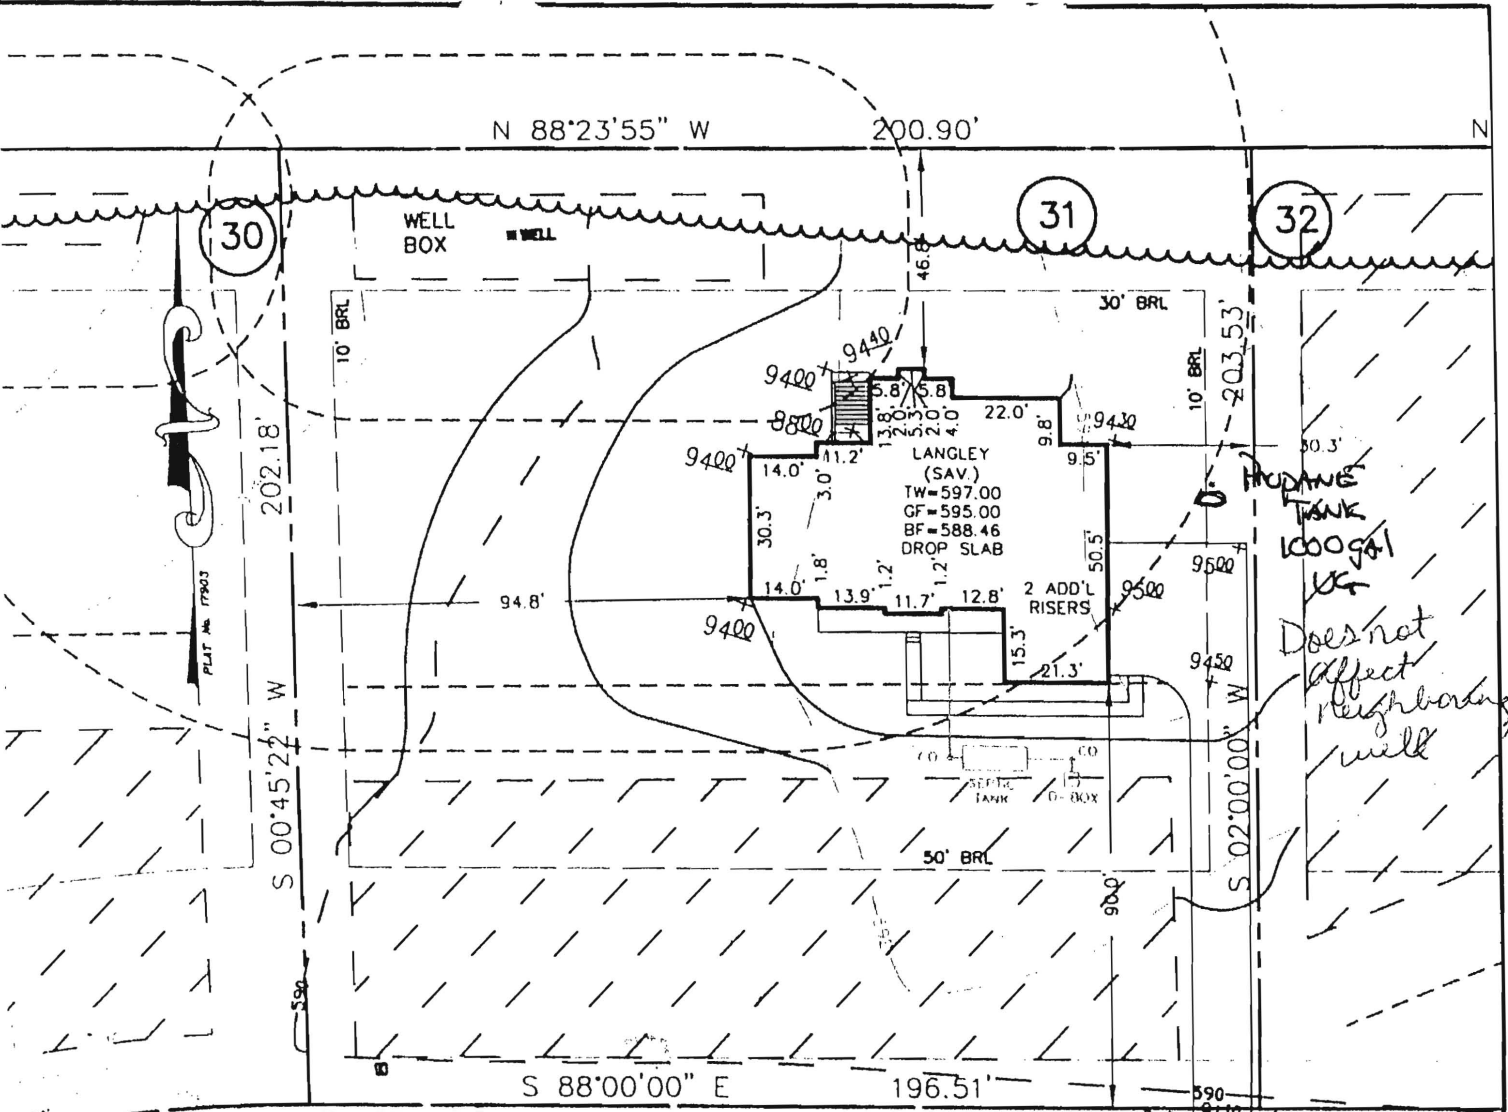 N 88°23'55" W
200.90'
N
30
WELL
BOX
WELL
31
32
46.8'
10' BRL
30' BRL
10' BRL
203.53'
202.18'
9440
9400
8800
9400
5.8'
5.8'
13.8'
2.0'
5.3'
2.0'
4.0'
22.0'
9.8'
9430
30.3'
14.0'
11.2'
3.0'
9.5'
LANGLEY
(SAV.)
TW=597.00
GF=595.00
BF=588.46
DROP SLAB
30.3'
50.5'
TANK
1000 gal
UG
9500
1.8'
1.2'
1.2'
14.0'
13.9'
11.7'
12.8'
2 ADD'L
RISERS
9500
94.8'
9400
15.3'
21.3'
9450
Does not
affect
neighboring
well
PLAT No. 17903
S 00°45'22" W
S 02°00'00" W
CO
CO
SEPTIC
TANK
D-BOX
50' BRL
90.0'
590
B
S 88°00'00" E
196.51'
590